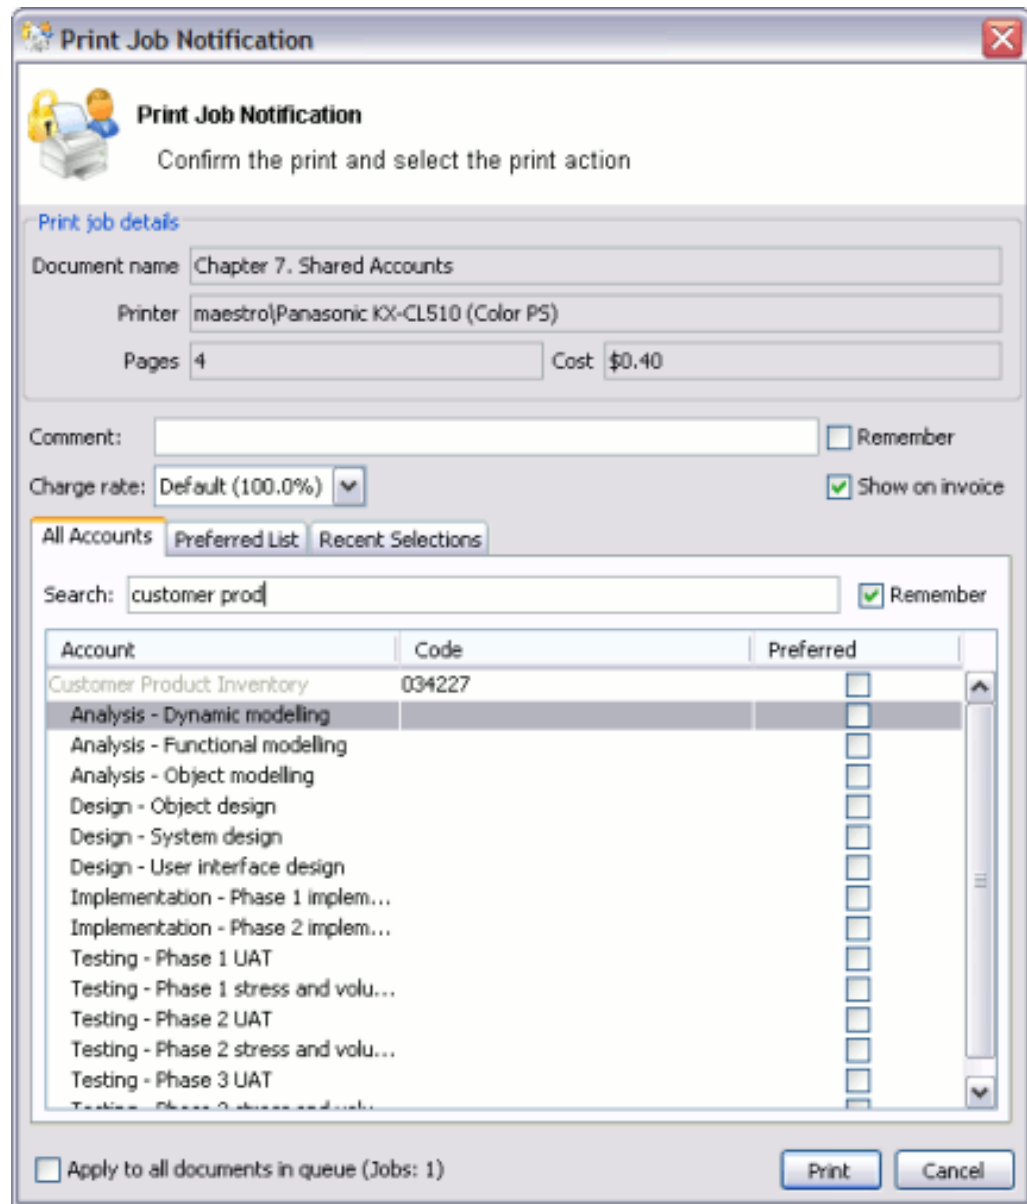 Print Job Notification
Print Job Notification
Confirm the print and select the print action
Print job details
Document name Chapter 7. Shared Accounts
Printer maestro\Panasonic KX-CL510 (Color PS)
Pages 4 Cost $0.40
Comment: Remember
Charge rate: Default (100.0%) Show on invoice
All Accounts Preferred List Recent Selections
Search: customer prod Remember
Account Code Preferred
Customer Product Inventory 034227
Analysis - Dynamic modelling
Analysis - Functional modelling
Analysis - Object modelling
Design - Object design
Design - System design
Design - User interface design
Implementation - Phase 1 implem...
Implementation - Phase 2 implem...
Testing - Phase 1 UAT
Testing - Phase 1 stress and volu...
Testing - Phase 2 UAT
Testing - Phase 2 stress and volu...
Testing - Phase 3 UAT
Apply to all documents in queue (Jobs: 1) Print Cancel